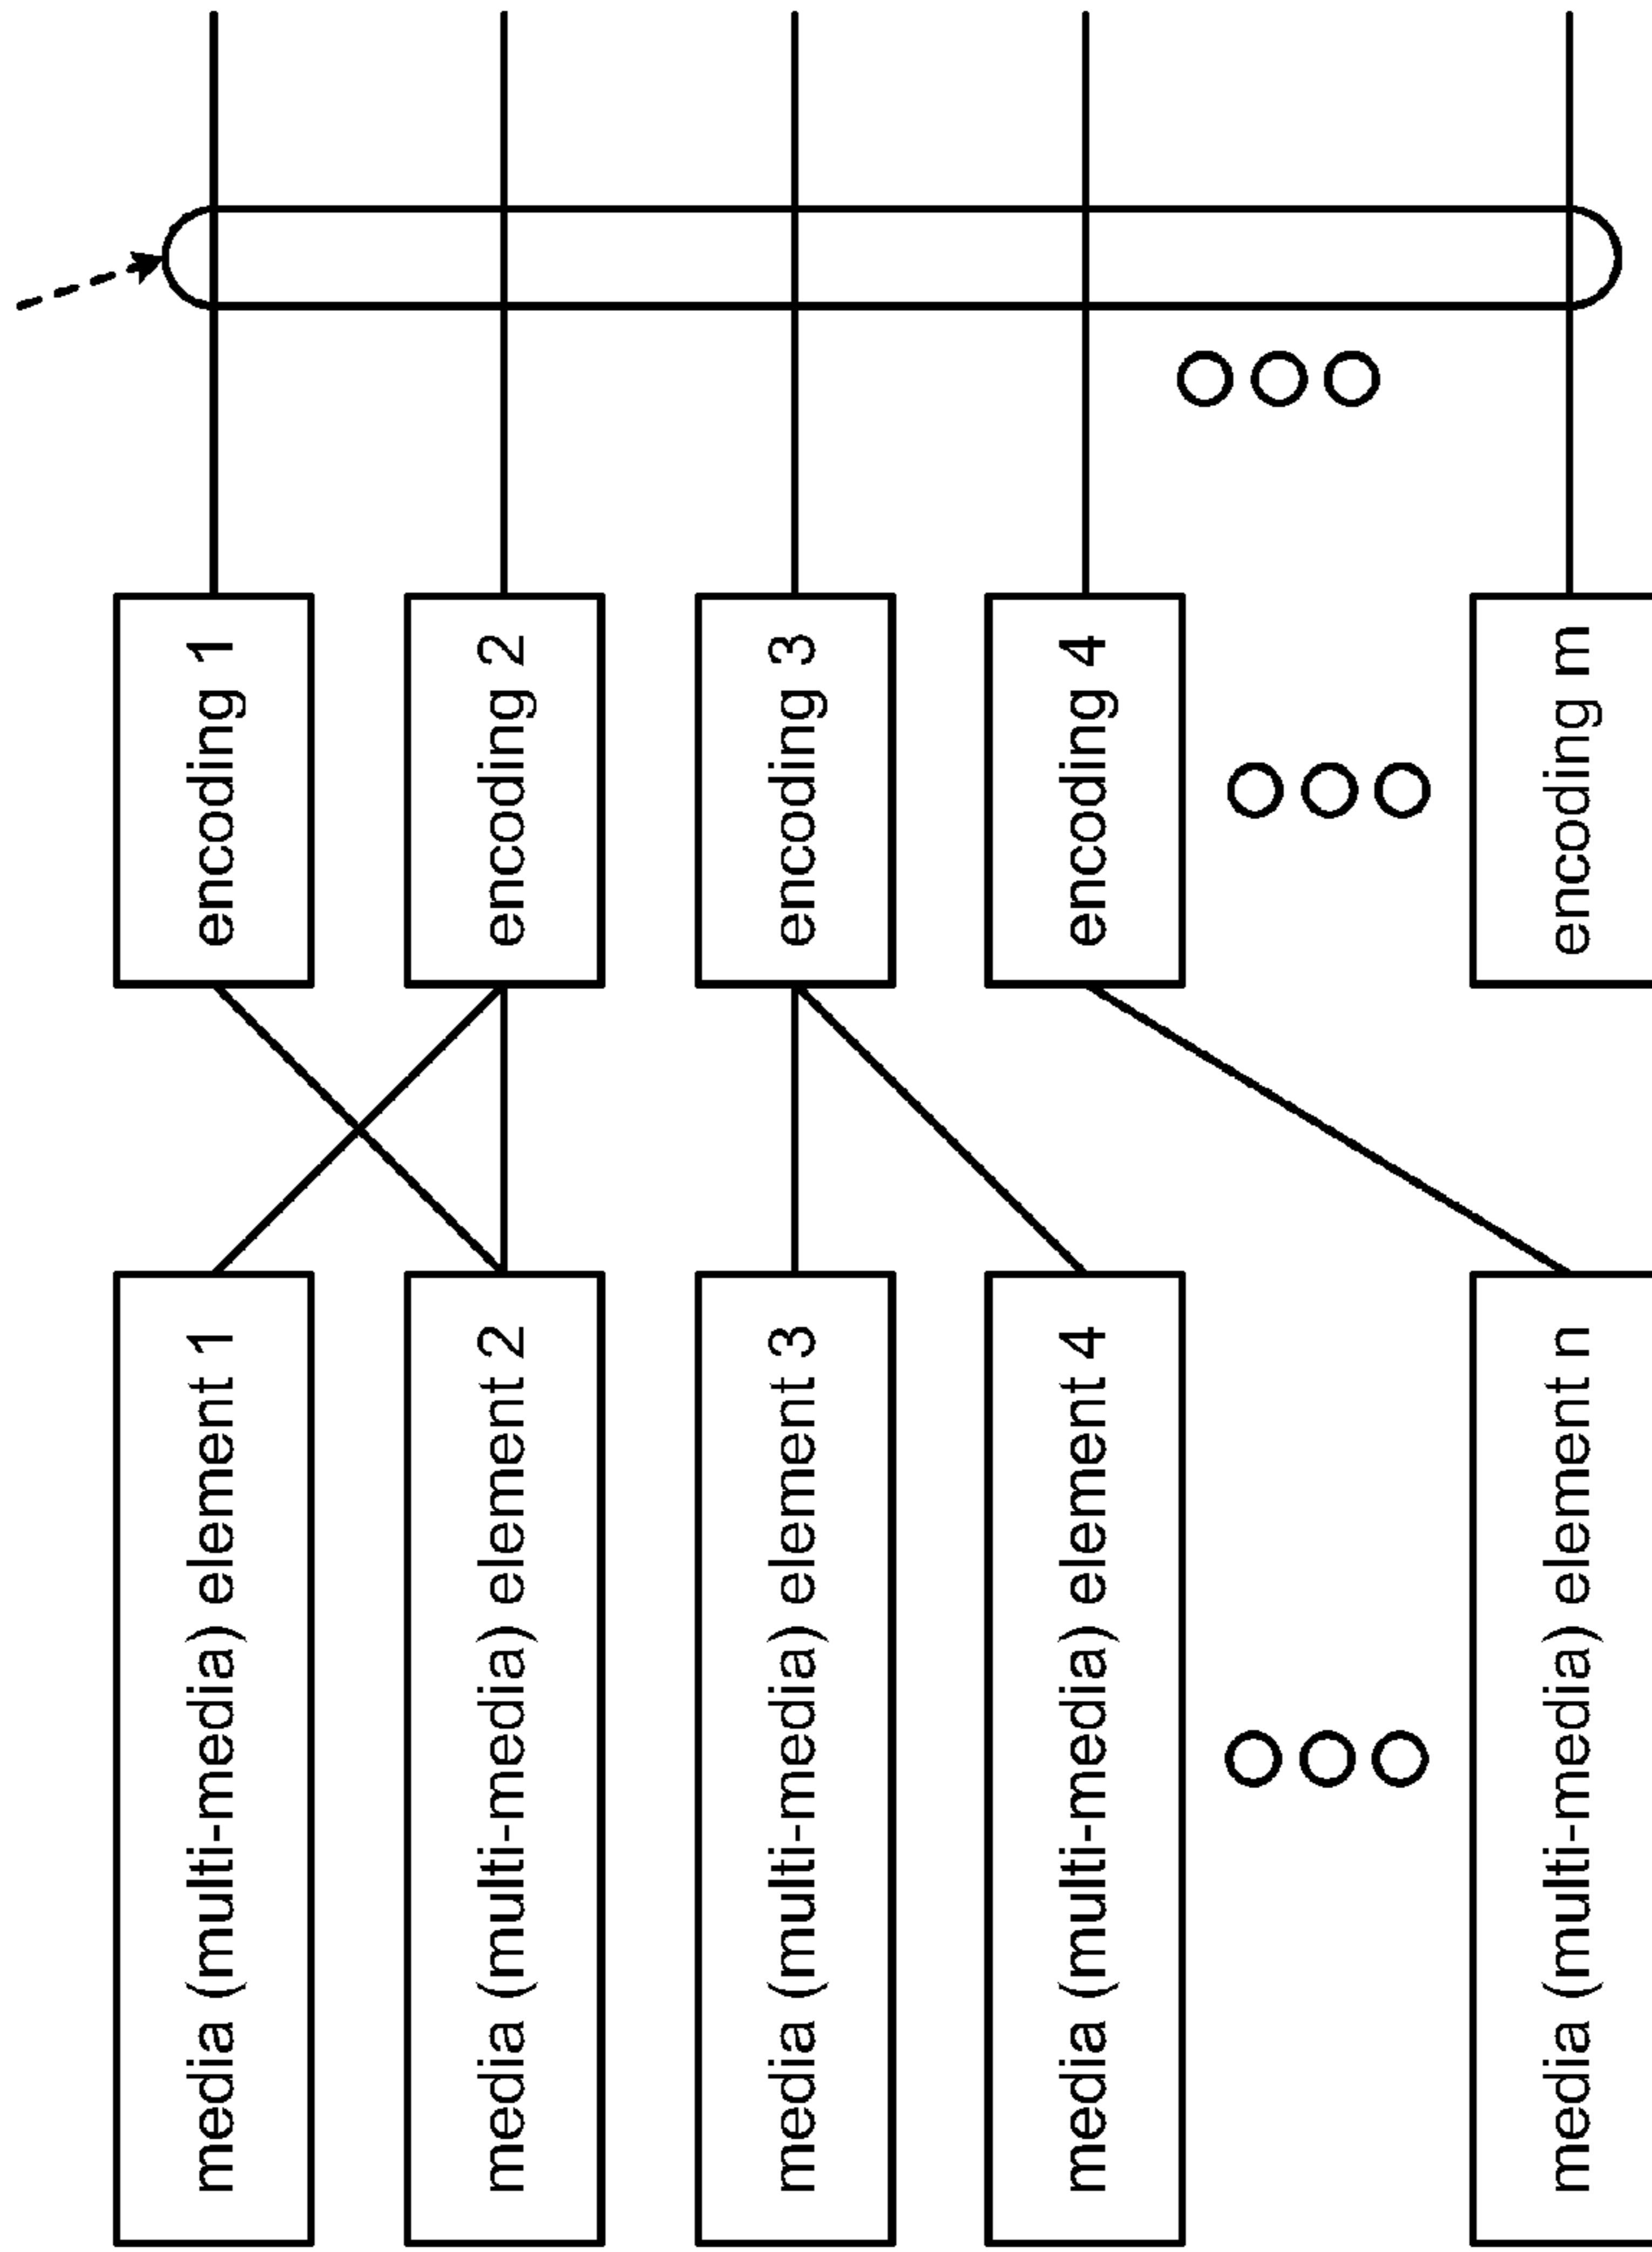 media (multi-media) element 1
encoding 1
media (multi-media) element 2
encoding 2
media (multi-media) element 3
encoding 3
media (multi-media) element 4
encoding 4
media (multi-media) element n
encoding m